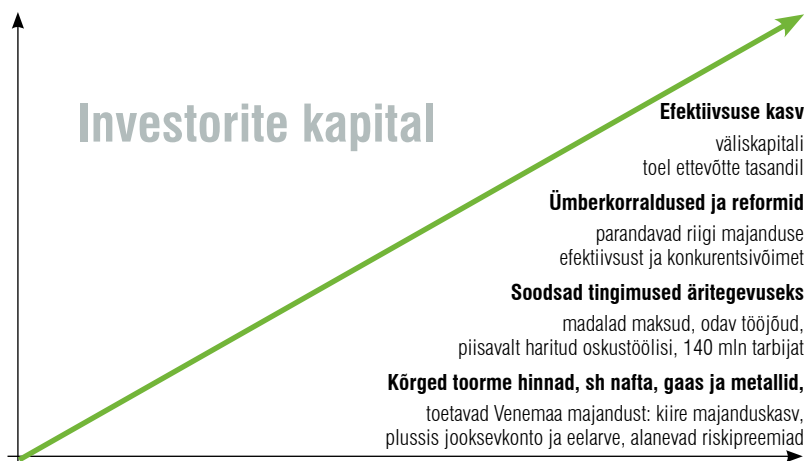 Investorite kapital
Efektiivsuse kasv
väliskapitali
toel ettevõtte tasandil
Ümberkorraldused ja reformid
parandavad riigi majanduse
efektiivsust ja konkurentsivõimet
Soodsad tingimused äritegevuseks
madalad maksud, odav tööjõud,
piisavalt haritud oskustöölisi, 140 mln tarbijat
Kõrged toorme hinnad, sh nafta, gaas ja metallid,
toetavad Venemaa majandust: kiire majanduskasv,
plussis jooksevkonto ja eelarve, alanevad riskipreemiad